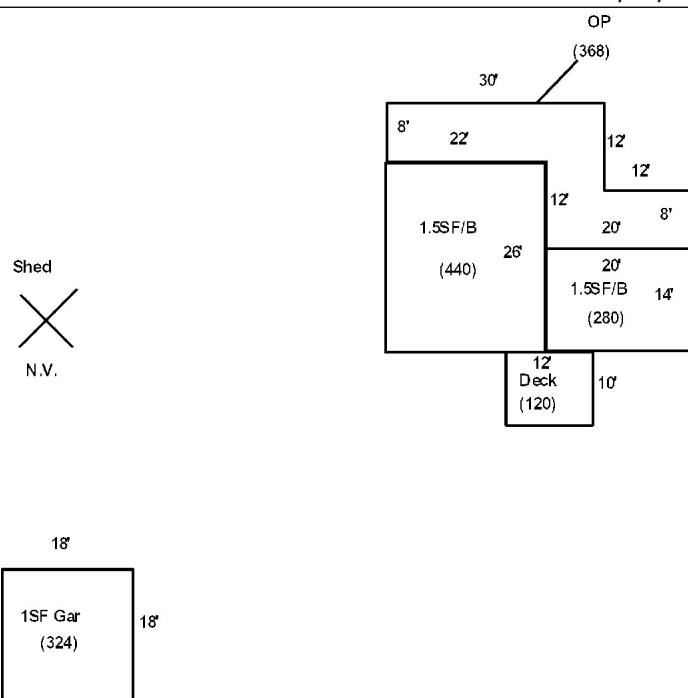 OP
(368)
30'
8'
22'
12'
12'
12'
8'
20'
1.5SF/B
26'
(440)
20'
1.5SF/B
14'
(280)
Shed
N.V.
12'
Deck
10'
(120)
18'
1SF Gar
18'
(324)